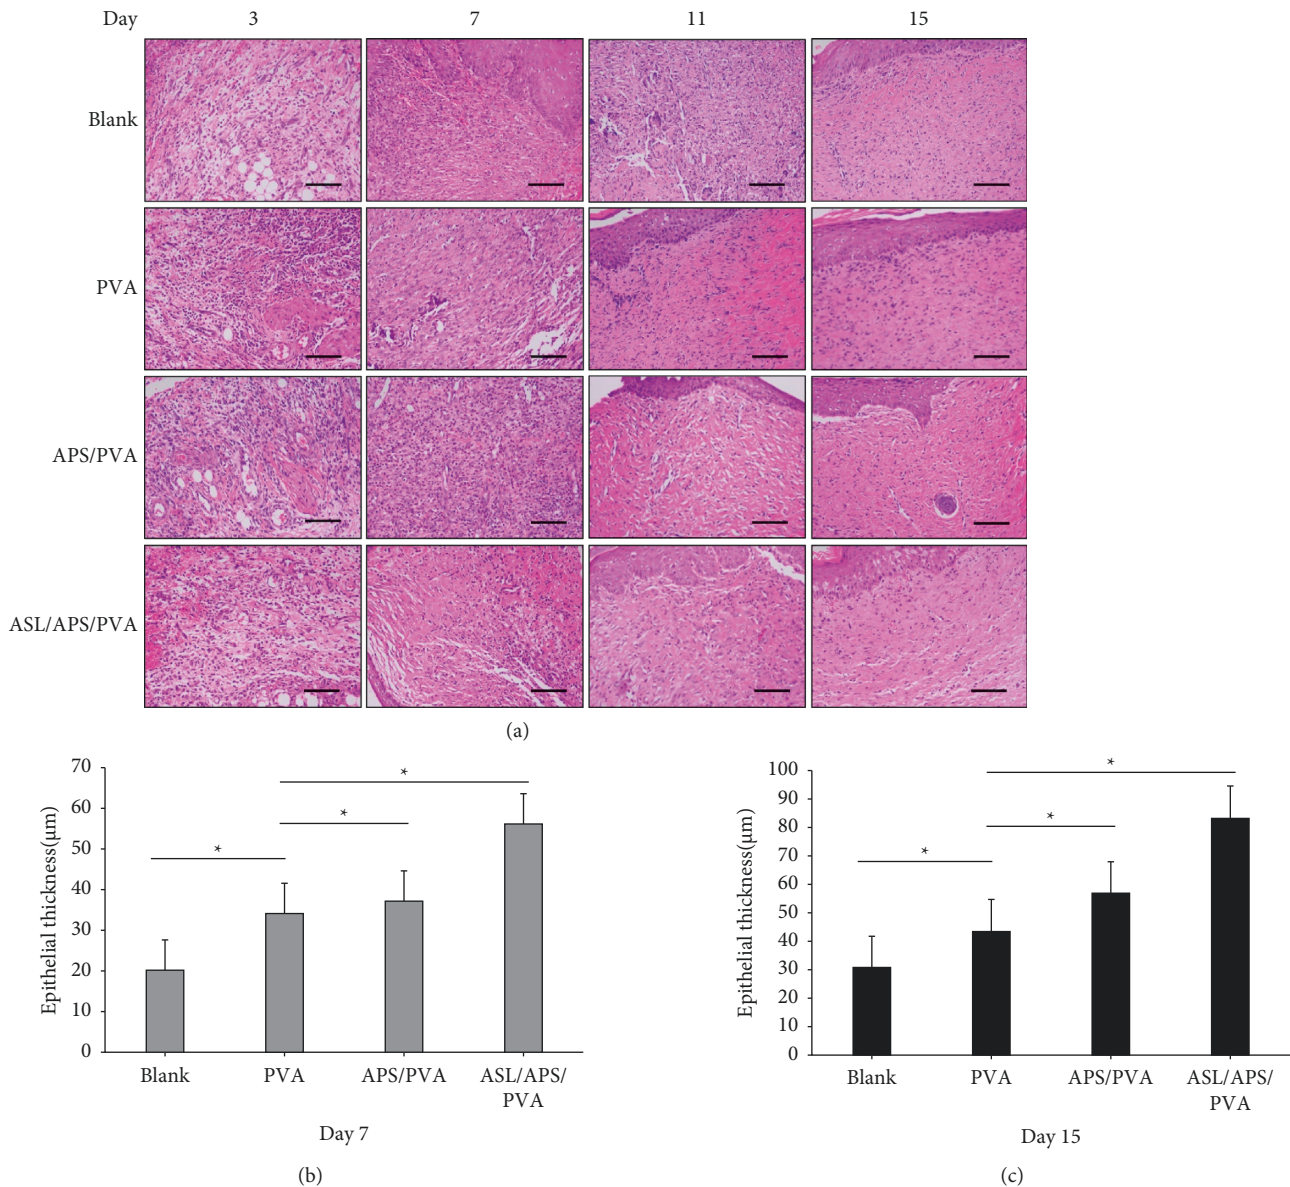 Day 3 7 11 15
Blank
PVA
APS/PVA
ASL/APS/PVA
(a)
70
60
50
40
30
20
10
0
Epithelial thickness(μm)
*
*
*
Blank PVA APS/PVA ASL/APS/
PVA
Day 7
(b)
100
90
80
70
60
50
40
30
20
10
0
Epithelial thickness(μm)
*
*
*
Blank PVA APS/PVA ASL/APS/
PVA
Day 15
(c)